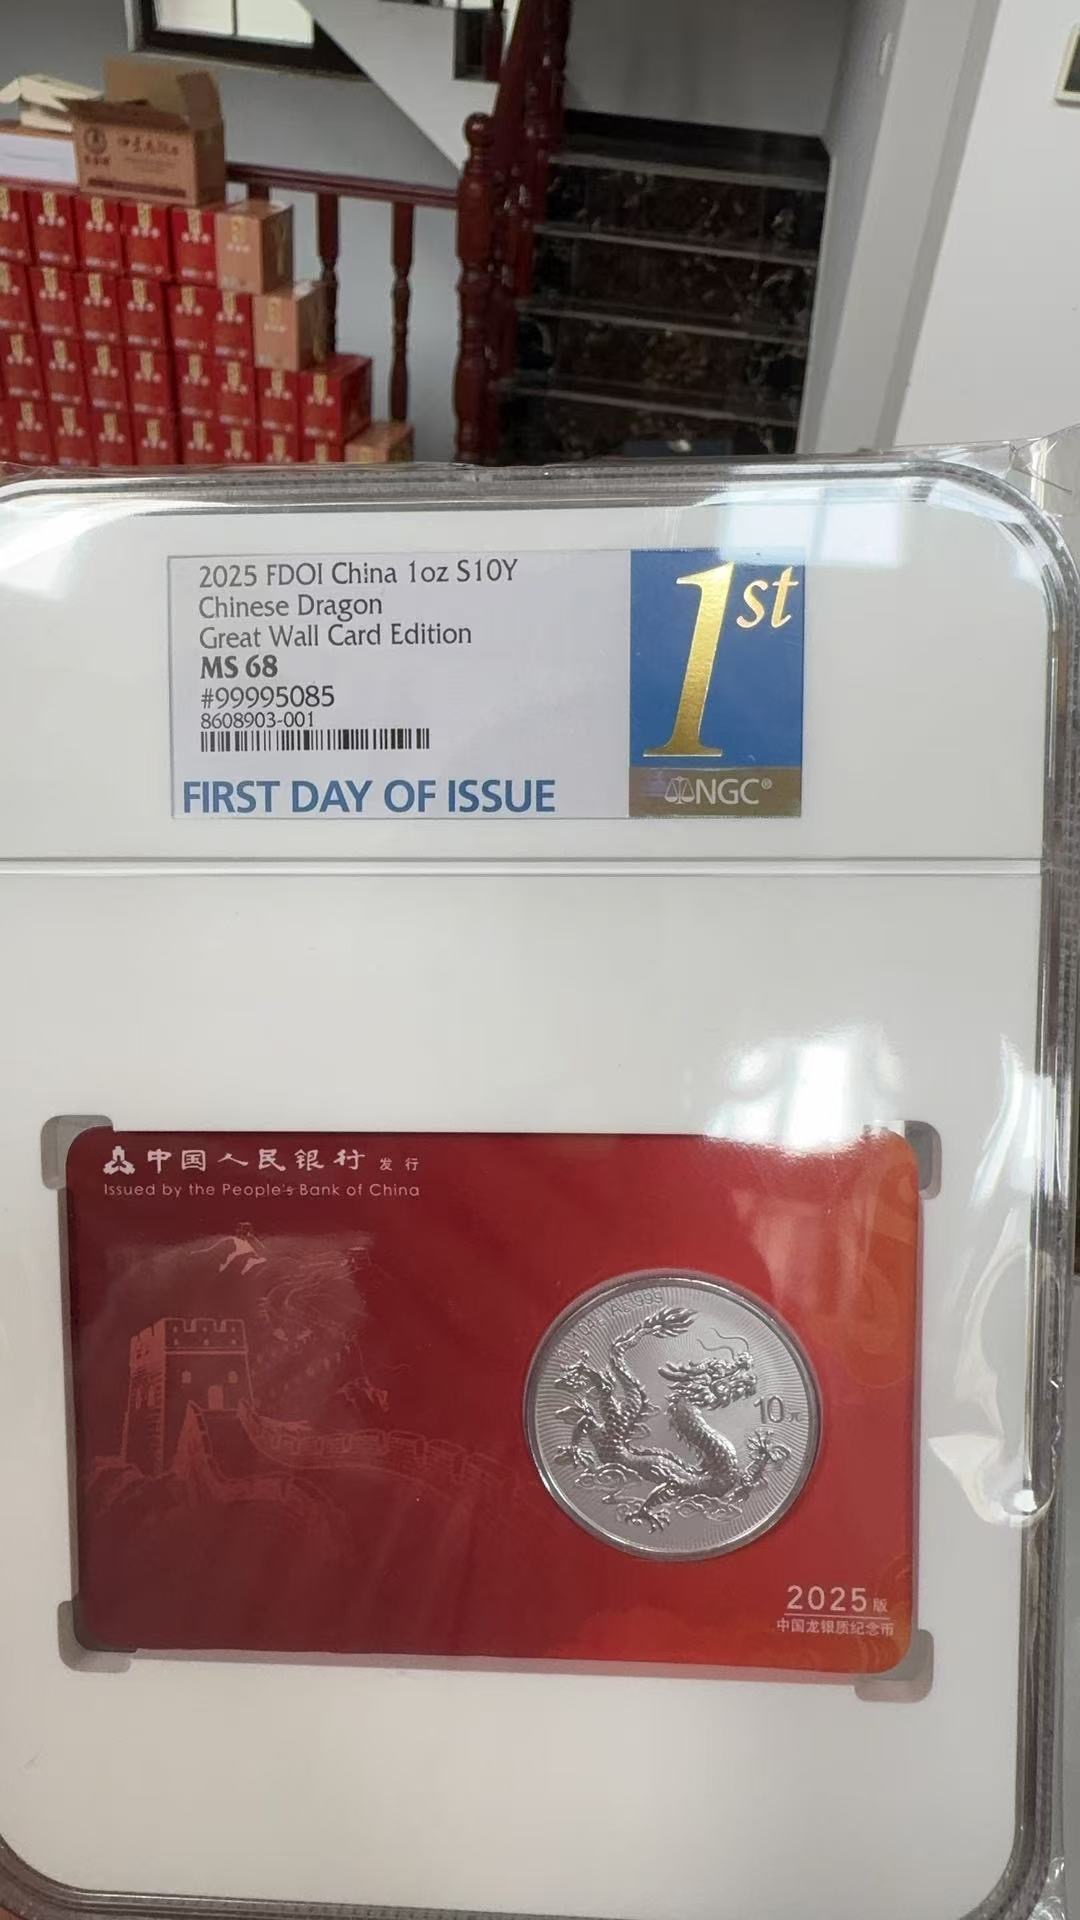 2025 FDOI China 1oz S10Y
Chinese Dragon
Great Wall Card Edition
MS 68
#99995085
8608903-001
FIRST DAY OF ISSUE
1st
NGC®
中国人民银行 发行
Issued by the People's Bank of China
Ag999
10元
2025版
中国龙银质纪念币